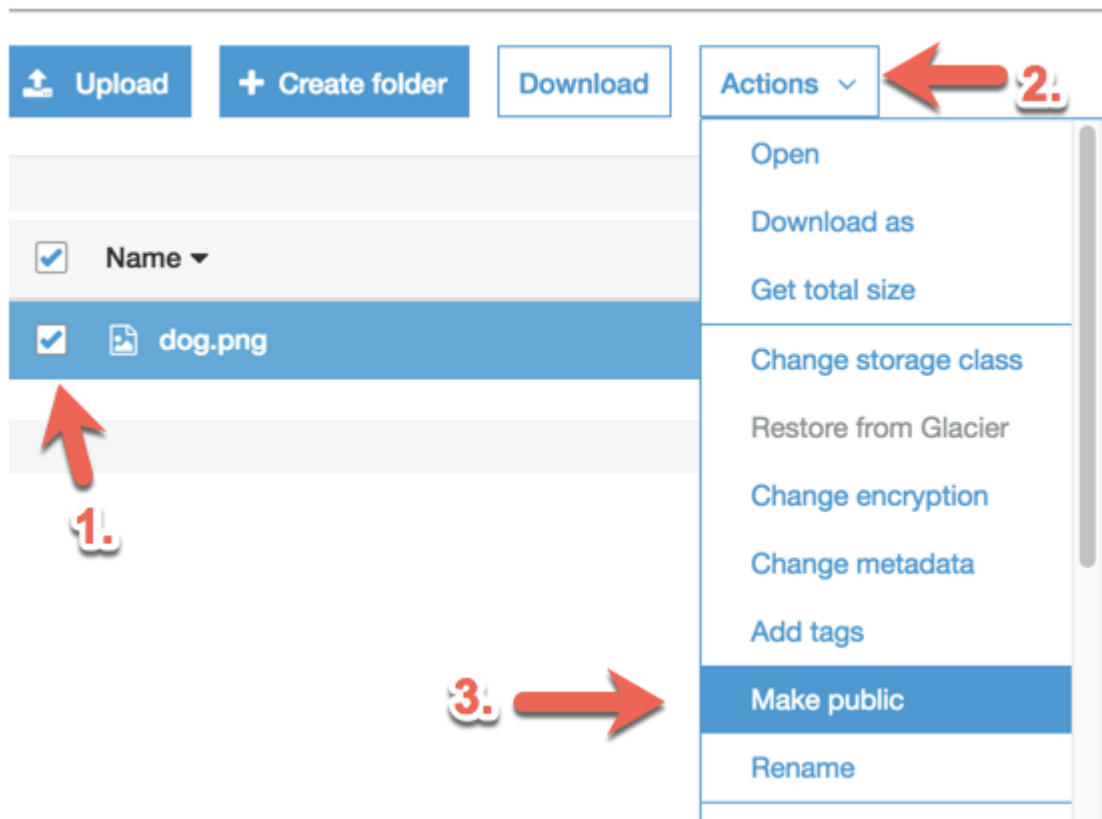 Upload
Create folder
Download
Actions
2.
Open
Download as
Get total size
Name
dog.png
1.
Change storage class
Restore from Glacier
Change encryption
Change metadata
Add tags
3.
Make public
Rename